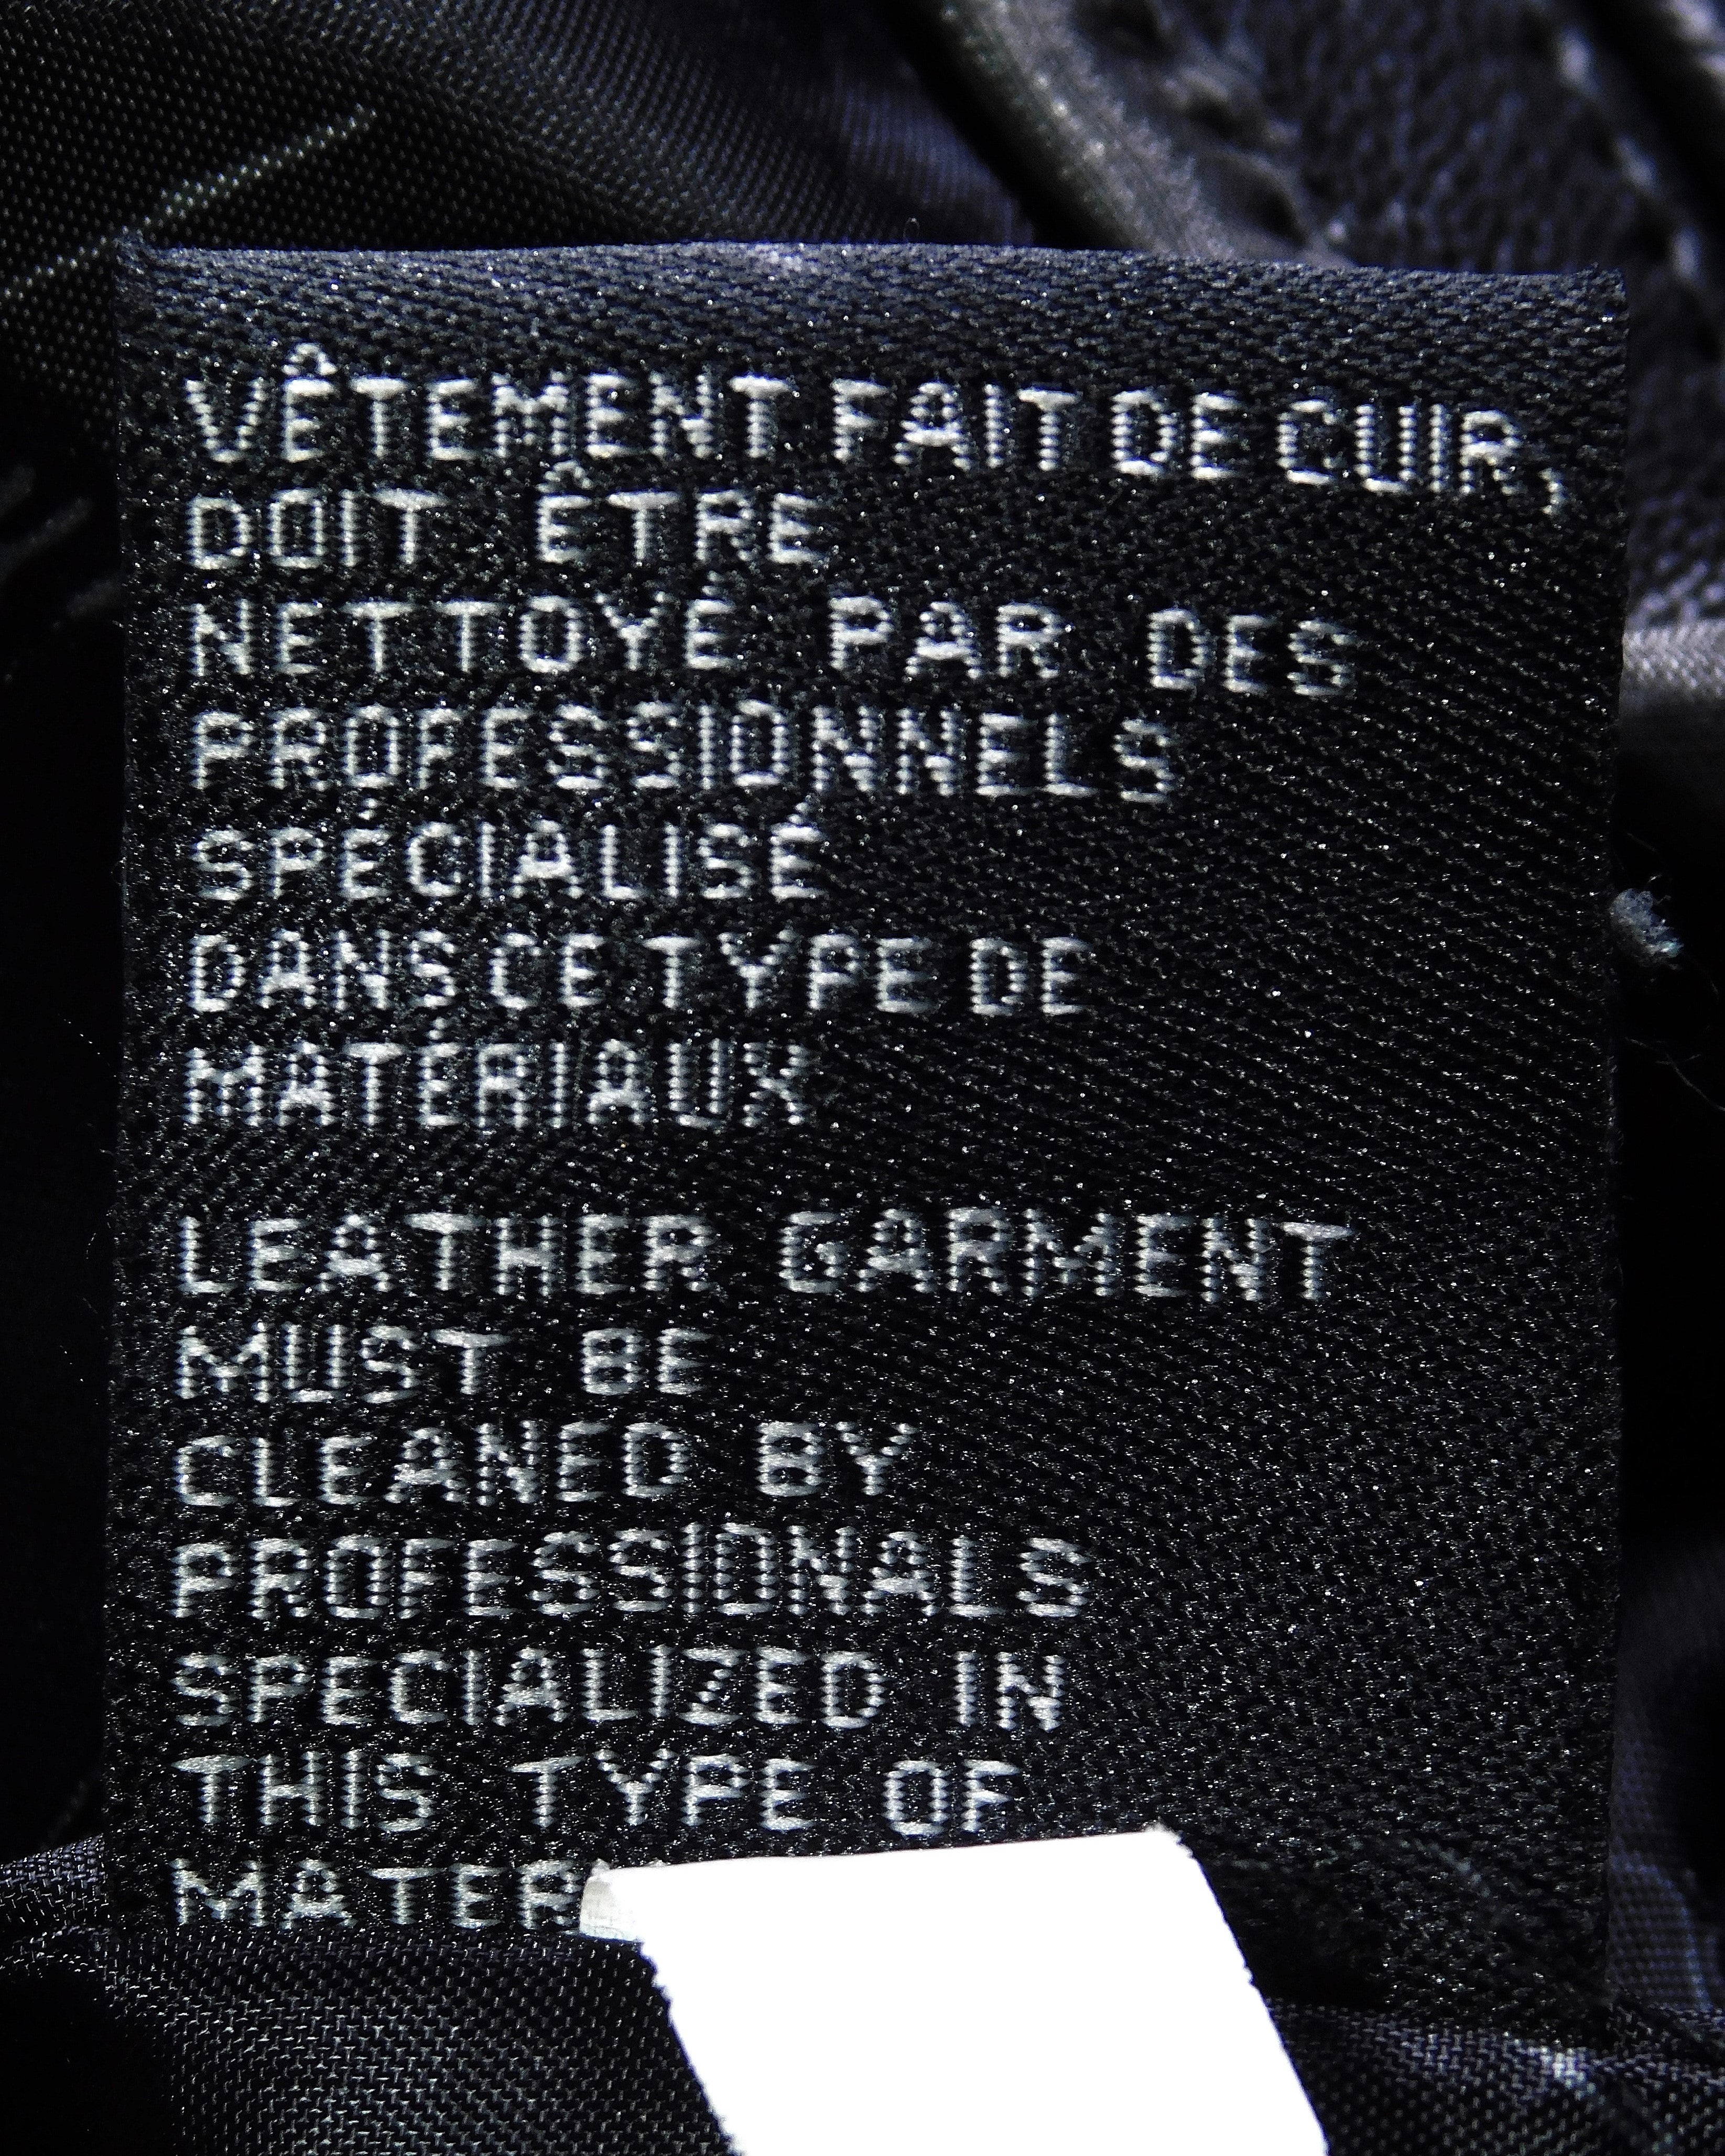 VÊTEMENT FAIT DE CUIR,
DOIT ÊTRE
NETTOYÉ PAR DES
PROFESSIONNELS
SPÉCIALISÉ
DANS CE TYPE DE
MATÉRIAUX
LEATHER GARMENT
MUST BE
CLEANED BY
PROFESSIONALS
SPECIALIZED IN
THIS TYPE OF